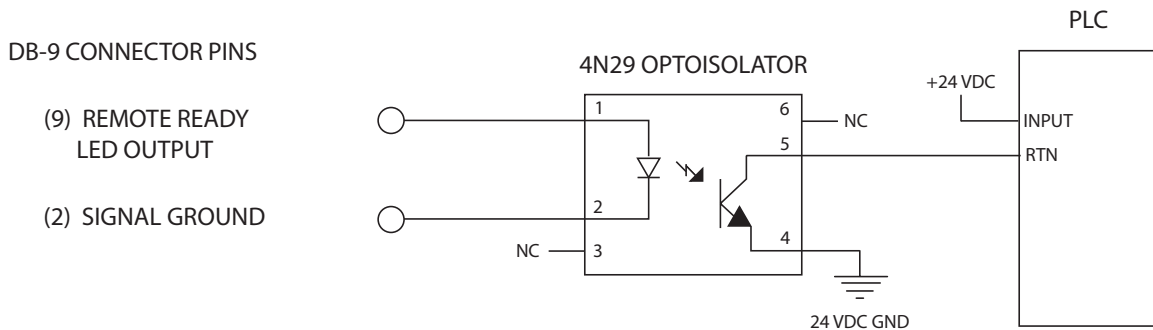 PLC
DB-9 CONNECTOR PINS
4N29 OPTOISOLATOR
+24 VDC
(9) REMOTE READY
LED OUTPUT
1
6
NC
INPUT
5
RTN
(2) SIGNAL GROUND
2
4
NC
3
24 VDC GND